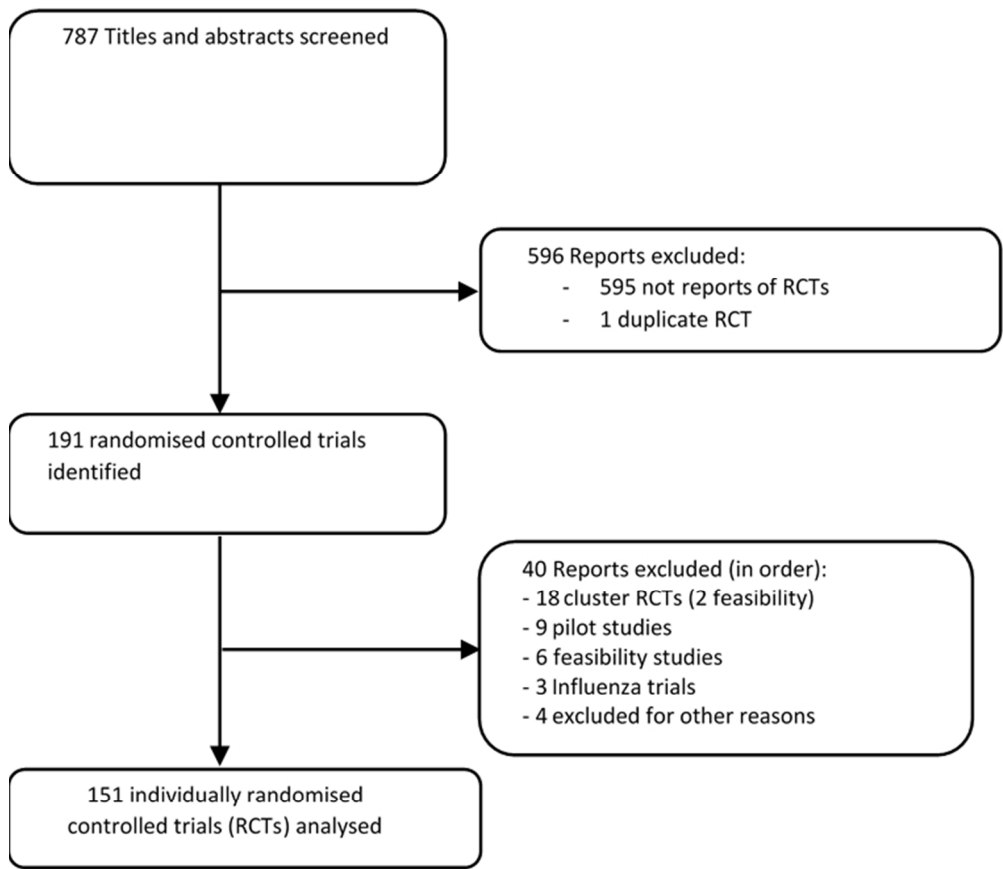 787 Titles and abstracts screened
596 Reports excluded:
- 595 not reports of RCTs
- 1 duplicate RCT
191 randomised controlled trials
identified
40 Reports excluded (in order):
- 18 cluster RCTs (2 feasibility)
- 9 pilot studies
- 6 feasibility studies
- 3 Influenza trials
- 4 excluded for other reasons
151 individually randomised
controlled trials (RCTs) analysed